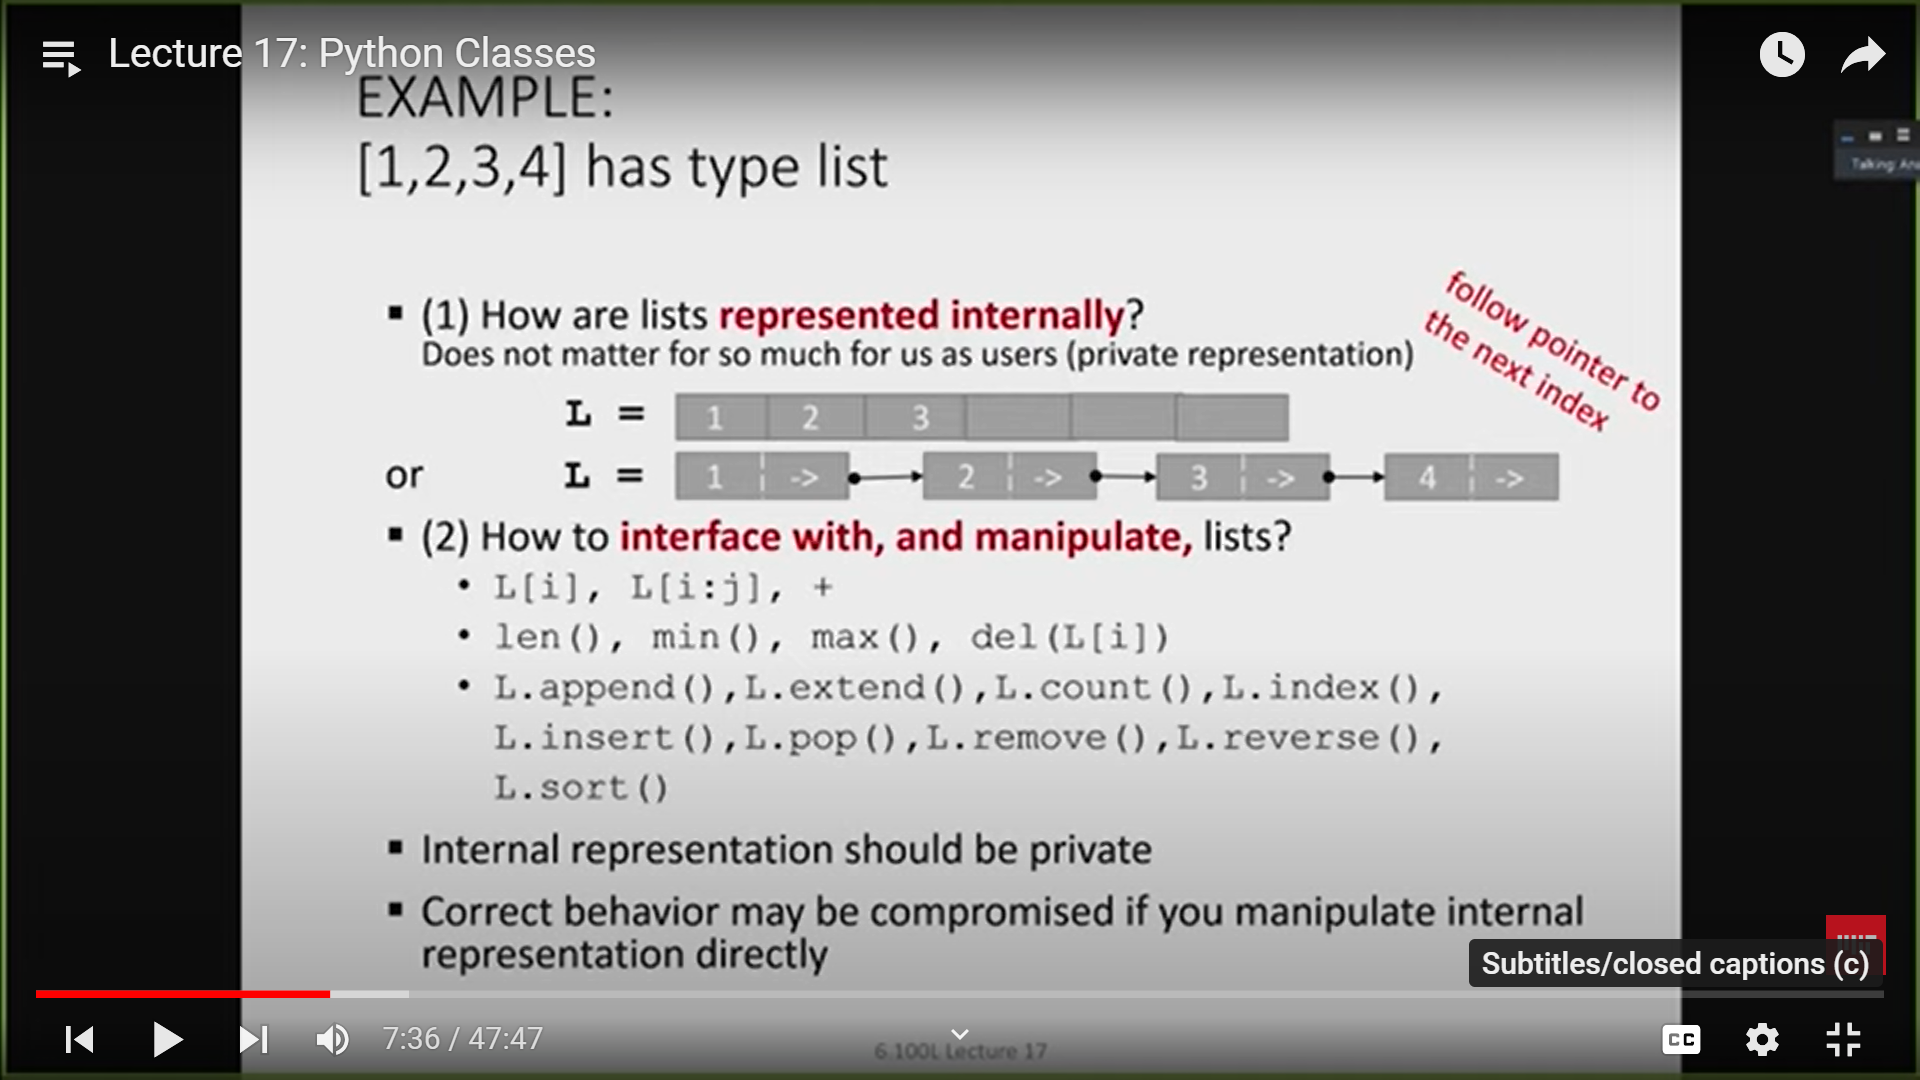 Lecture 17: Python Classes
EXAMPLE:
[1,2,3,4] has type list
Talking:
follow pointer to
the next index
▪ (1) How are lists represented internally?
Does not matter for so much for us as users (private representation)
L = 1 2 3
or L = 1 -> 2 -> 3 -> 4 ->
▪ (2) How to interface with, and manipulate, lists?
• L[i], L[i:j], +
• len(), min(), max(), del(L[i])
• L.append(),L.extend(),L.count(),L.index(),
L.insert(),L.pop(),L.remove(),L.reverse(),
L.sort()
▪ Internal representation should be private
▪ Correct behavior may be compromised if you manipulate internal
representation directly
Subtitles/closed captions (c)
7:36 / 47:47
CC
6.100L Lecture 17